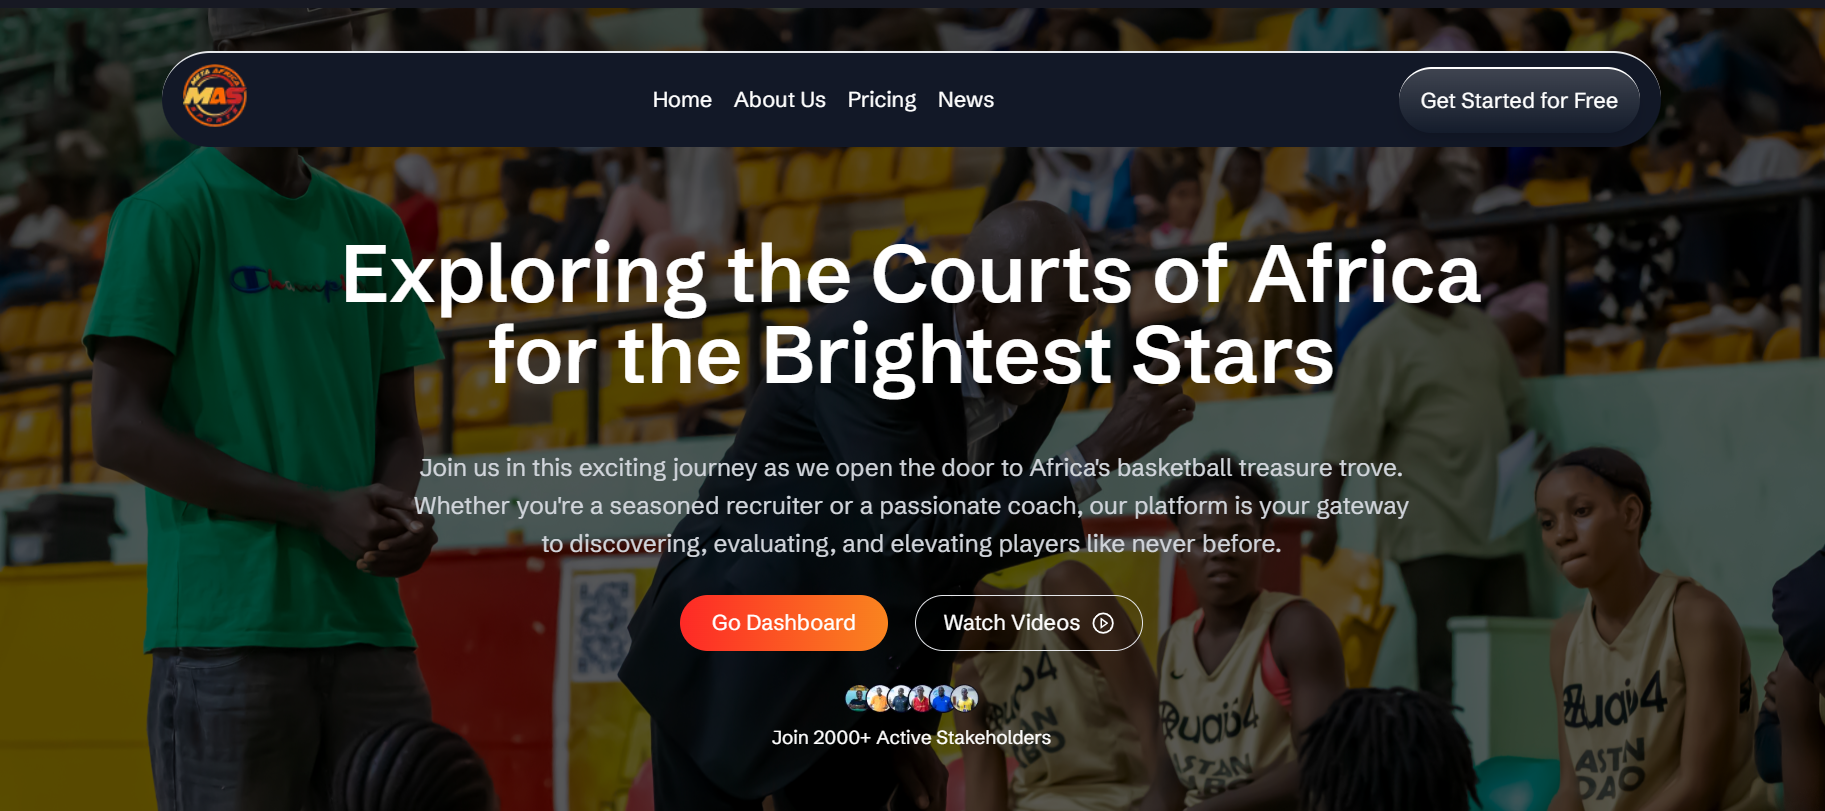 META AFRICA
MAS
SPORTS
Home About Us Pricing News
Get Started for Free
Exploring the Courts of Africa
for the Brightest Stars
Join us in this exciting journey as we open the door to Africa's basketball treasure trove.
Whether you're a seasoned recruiter or a passionate coach, our platform is your gateway
to discovering, evaluating, and elevating players like never before.
Go Dashboard
Watch Videos
Join 2000+ Active Stakeholders